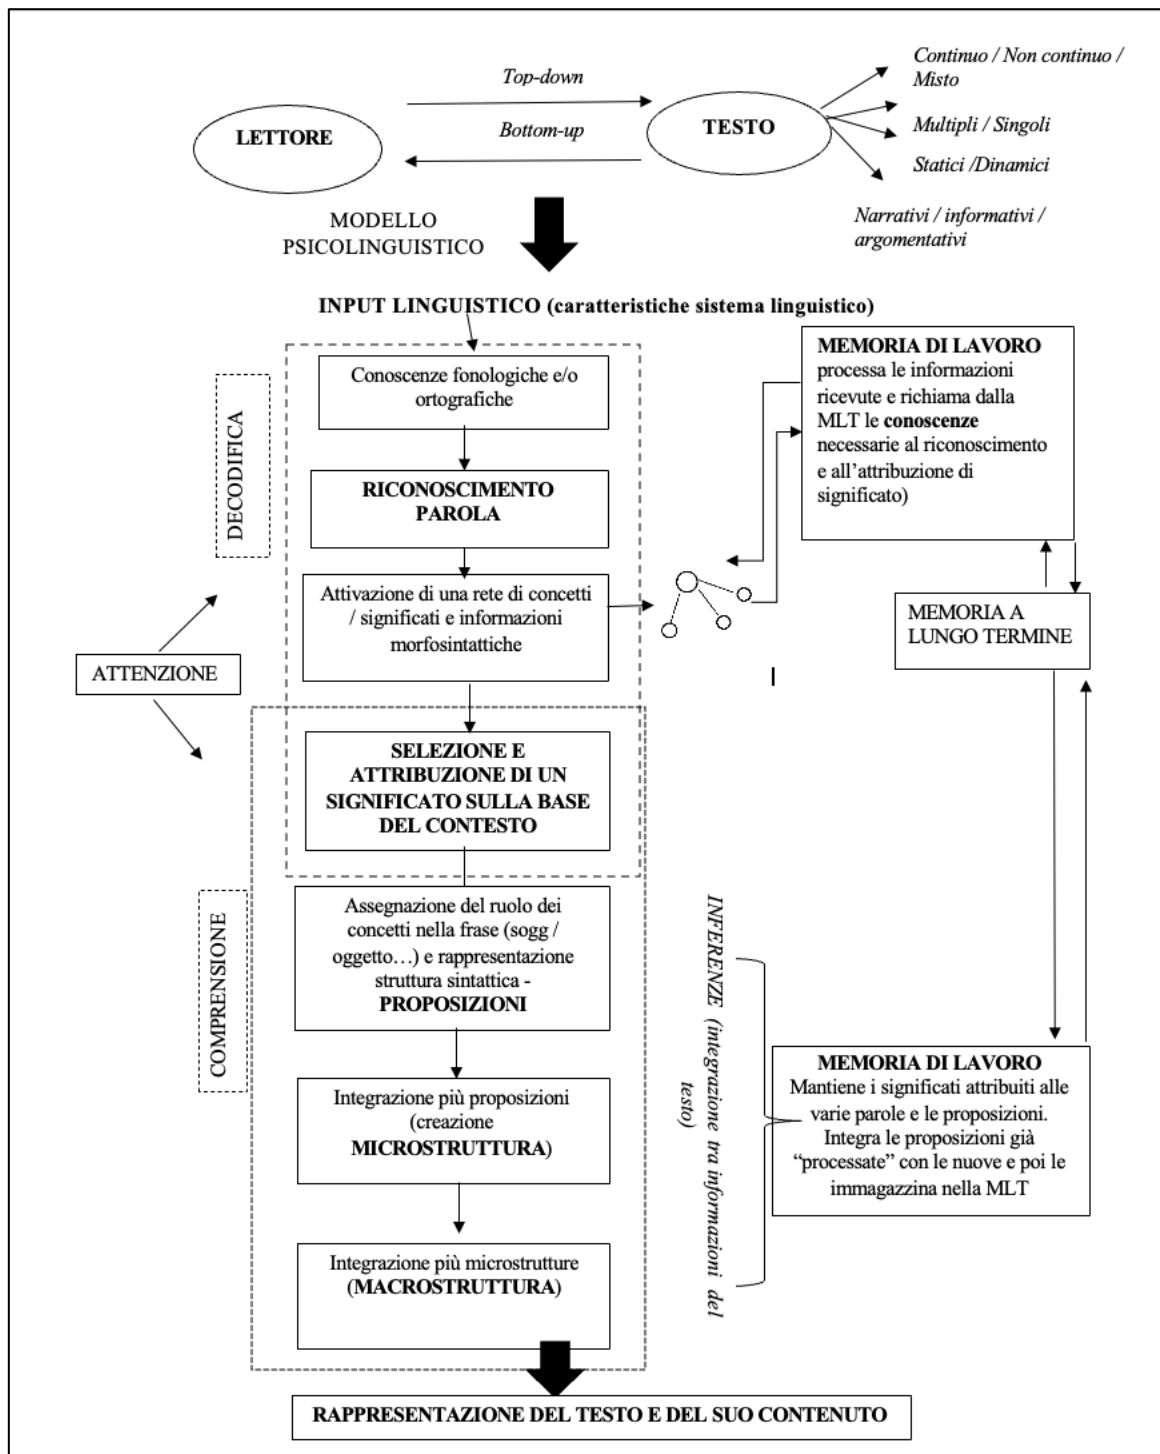 Continuo / Non continuo /
Misto
Top-down
LETTORE
Bottom-up
TESTO
Multipli / Singoli
Statici /Dinamici
Narrativi / informativi /
argomentativi
MODELLO
PSICOLINGUISTICO
INPUT LINGUISTICO (caratteristiche sistema linguistico)
DECODIFICA
Conoscenze fonologiche e/o
ortografiche
RICONOSCIMENTO
PAROLA
Attivazione di una rete di concetti
/ significati e informazioni
morfosintattiche
MEMORIA DI LAVORO
processa le informazioni
ricevute e richiama dalla
MLT le conoscenze
necessarie al riconoscimento
e all'attribuzione di
significato)
MEMORIA A
LUNGO TERMINE
ATTENZIONE
SELEZIONE E
ATTRIBUZIONE DI UN
SIGNIFICATO SULLA BASE
DEL CONTESTO
COMPRENSIONE
Assegnazione del ruolo dei
concetti nella frase (sogg /
oggetto…) e rappresentazione
struttura sintattica -
PROPOSIZIONI
Integrazione più proposizioni
(creazione
MICROSTRUTTURA)
Integrazione più microstrutture
(MACROSTRUTTURA)
INFERENZE (integrazione tra informazioni del
testo)
MEMORIA DI LAVORO
Mantiene i significati attribuiti alle
varie parole e le proposizioni.
Integra le proposizioni già
“processate” con le nuove e poi le
immagazzina nella MLT
RAPPRESENTAZIONE DEL TESTO E DEL SUO CONTENUTO